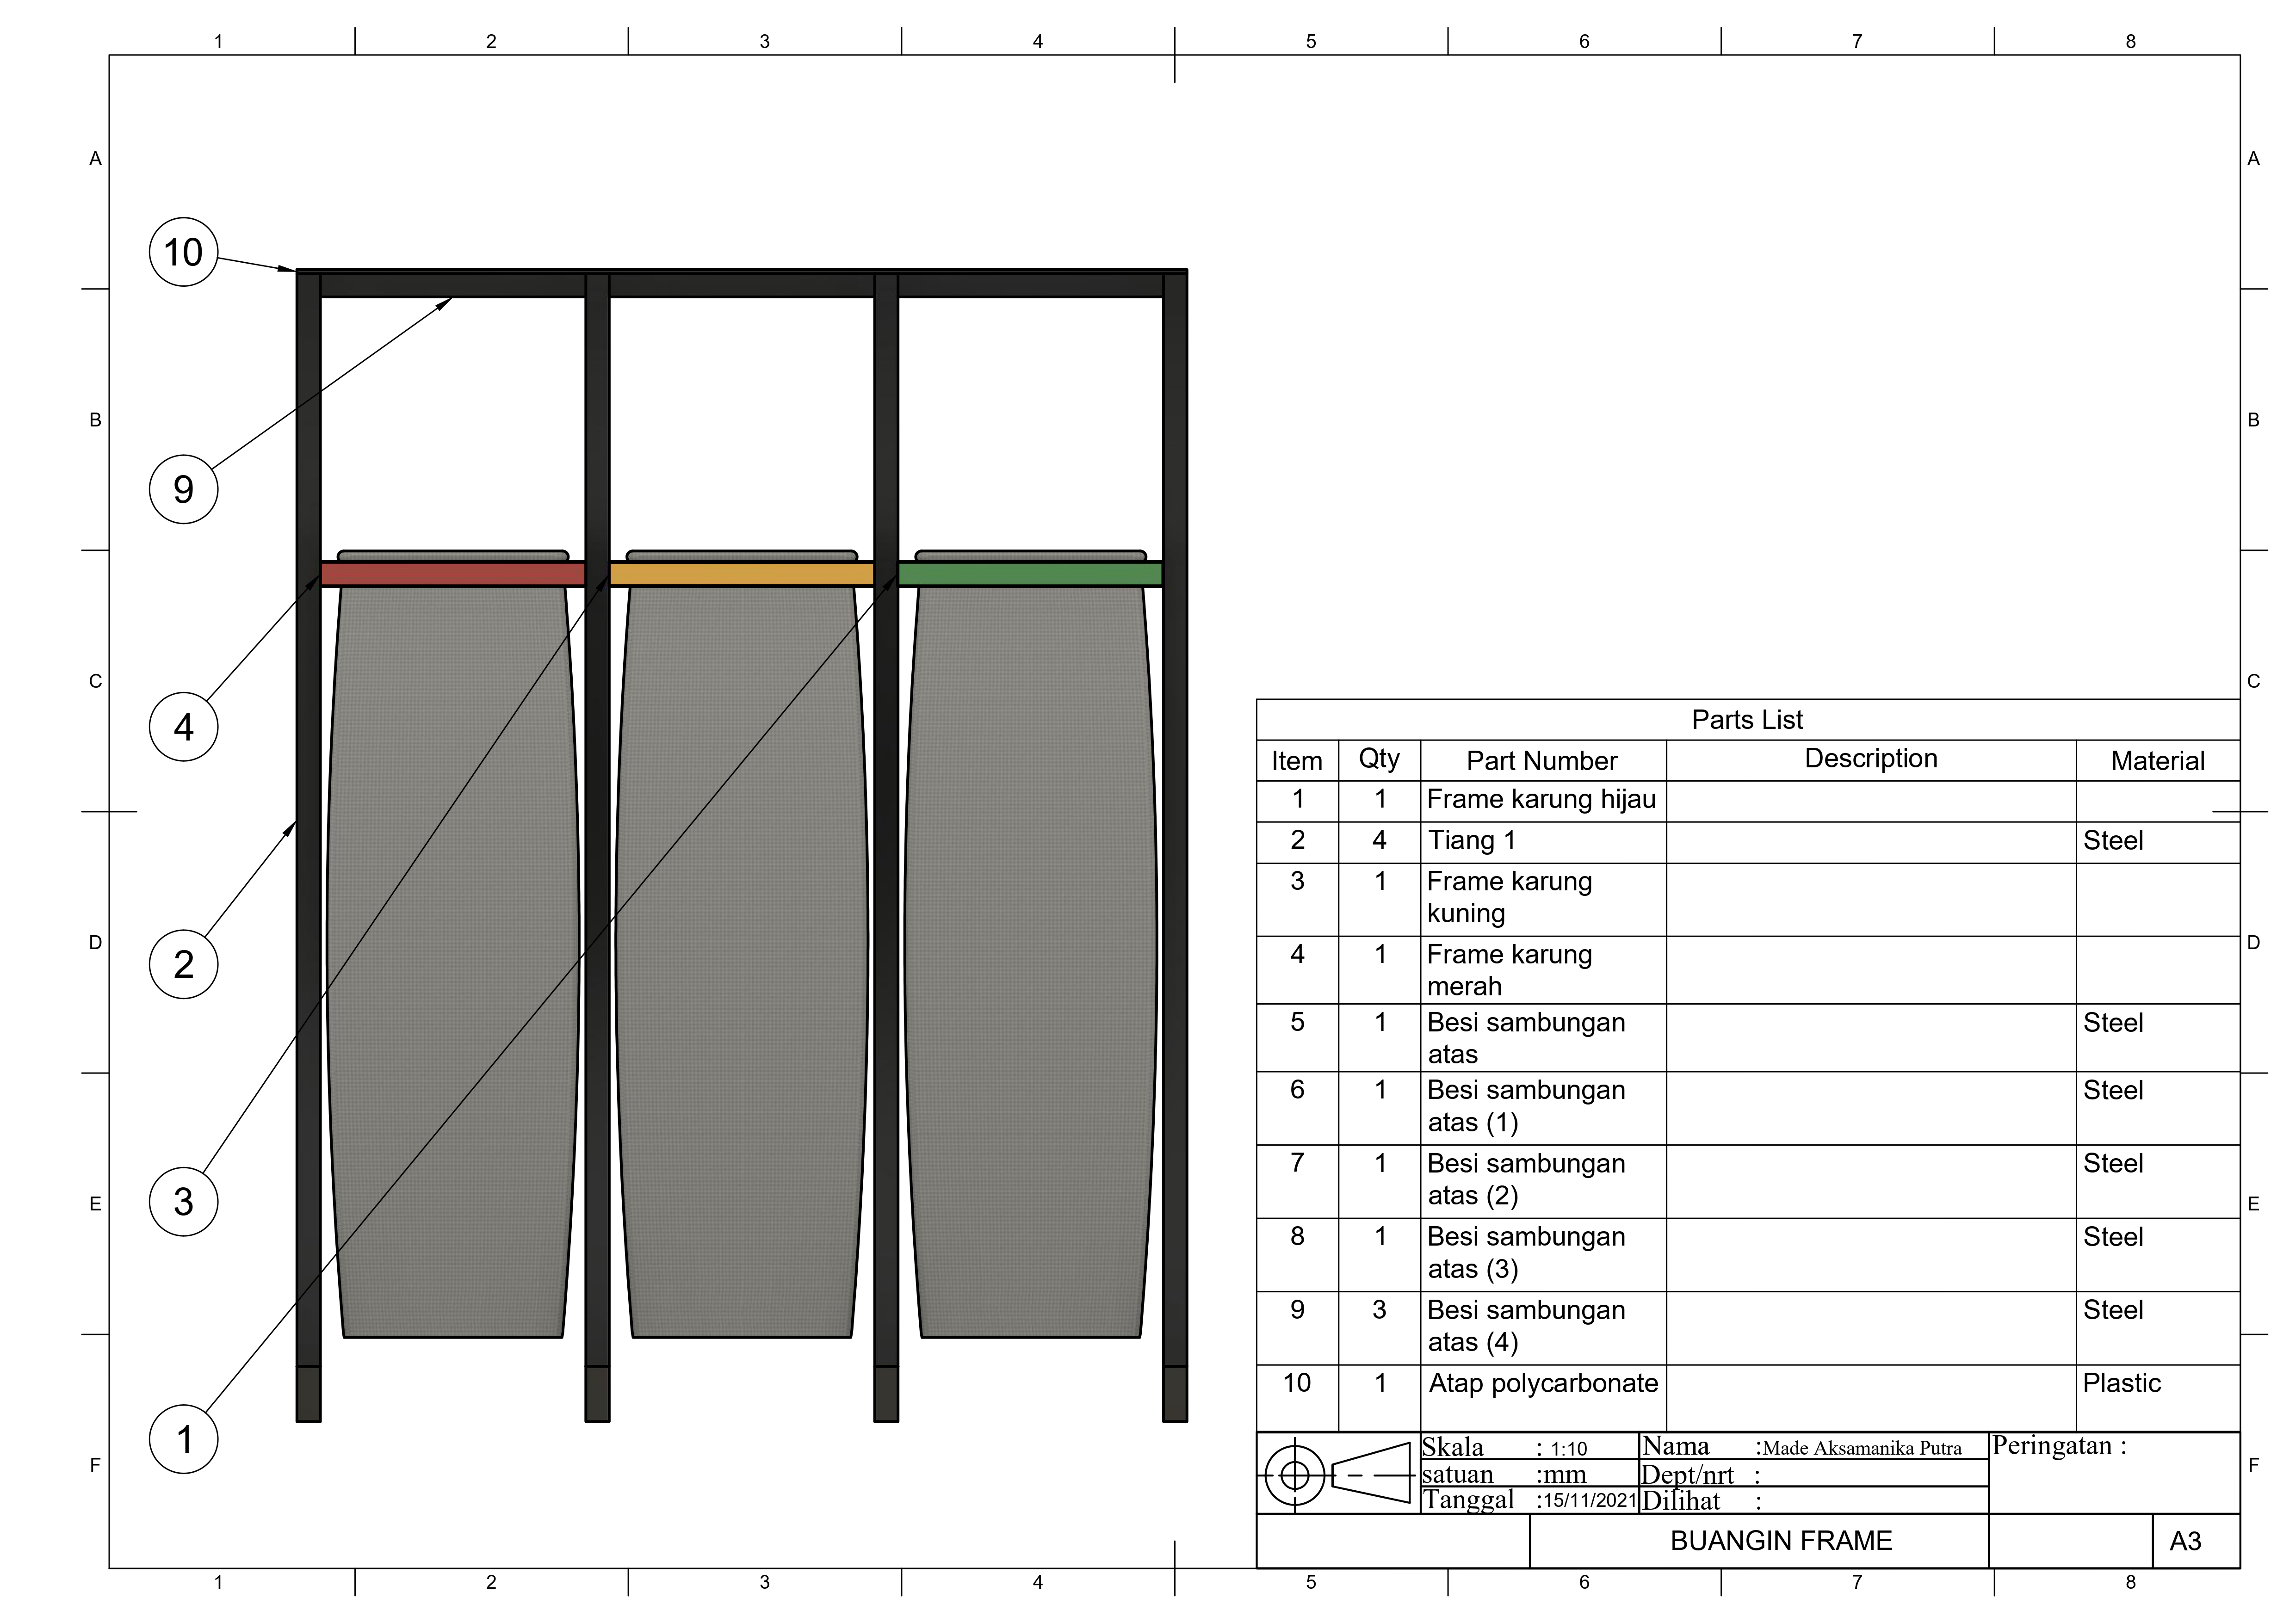 1 2 3 4 5 6 7 8
A A
10
B B
9
C C
4
Parts List
Item Qty Part Number Description Material
1 1 Frame karung hijau
2 4 Tiang 1 Steel
3 1 Frame karung
kuning
D D
2
4 1 Frame karung
merah
5 1 Besi sambungan Steel
atas
6 1 Besi sambungan Steel
atas (1)
7 1 Besi sambungan Steel
atas (2)
E E
3
8 1 Besi sambungan Steel
atas (3)
9 3 Besi sambungan Steel
atas (4)
10 1 Atap polycarbonate Plastic
1
F F
Skala : 1:10 Nama :Made Aksamanika Putra Peringatan :
satuan :mm Dept/nrt :
Tanggal :15/11/2021 Dilihat :
BUANGIN FRAME A3
1 2 3 4 5 6 7 8